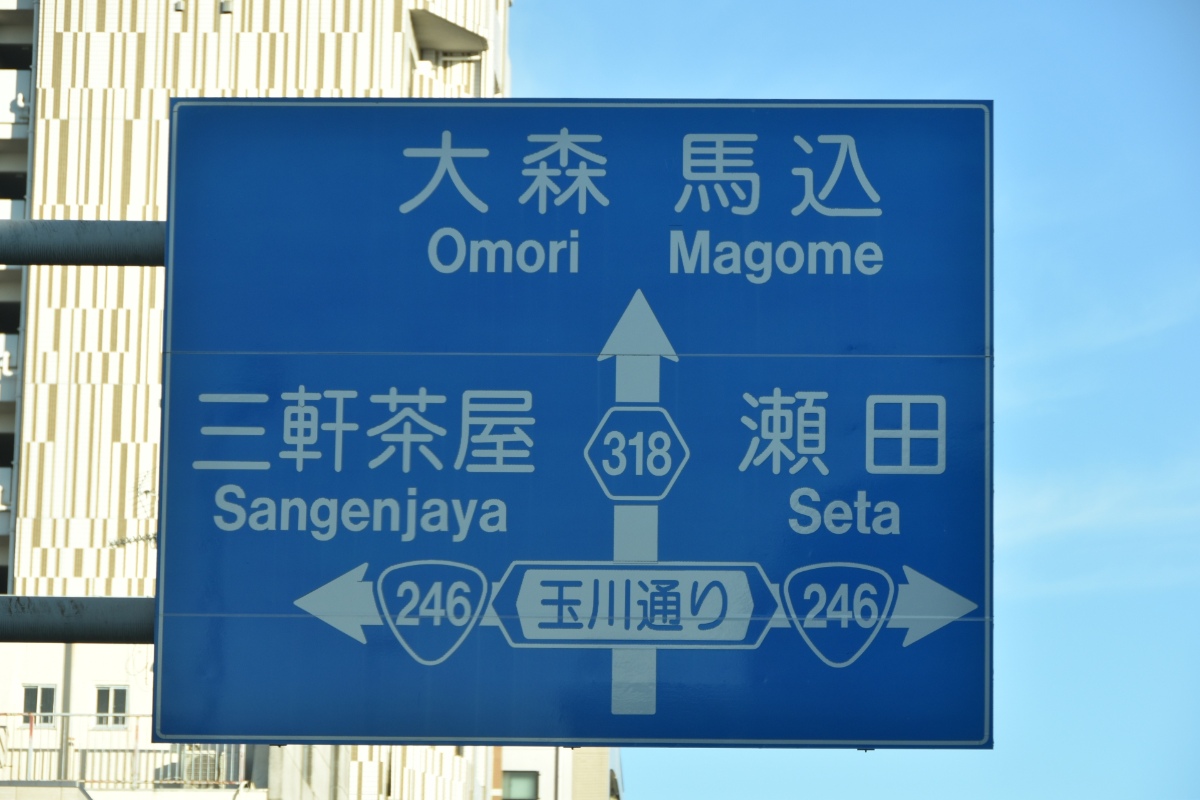 大森 馬込
Omori Magome
三軒茶屋 318 瀬田
Sangenjaya Seta
246 玉川通り 246